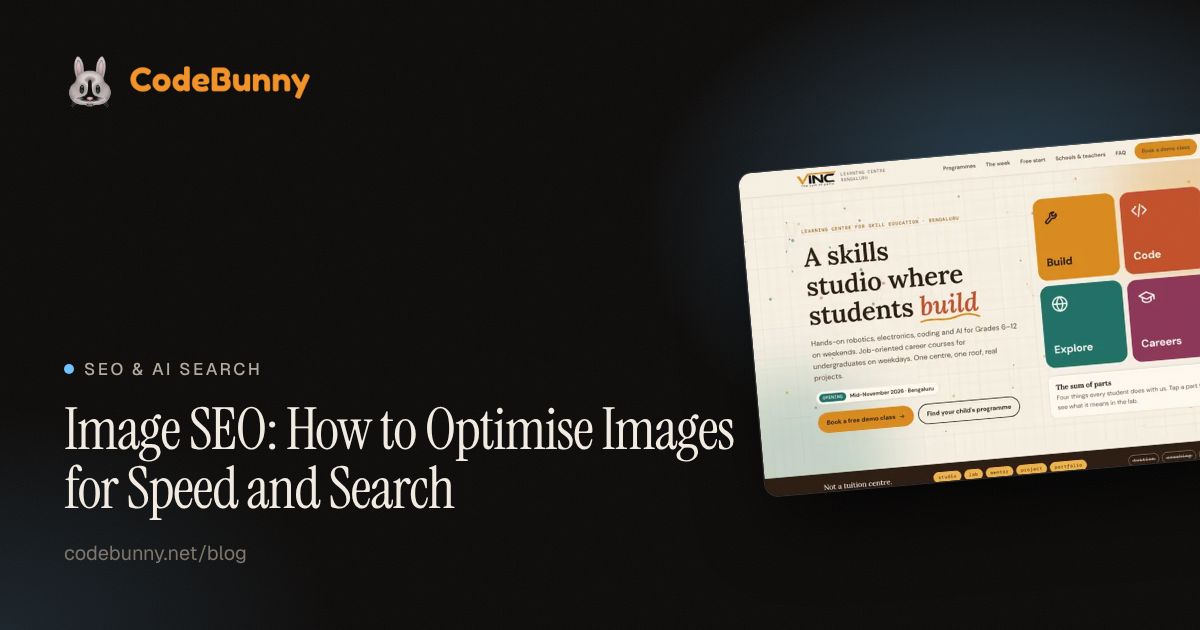 CodeBunny
SEO & AI SEARCH
Image SEO: How to Optimise Images
for Speed and Search
codebunny.net/blog
VINC
LEARNING CENTRE
BENGALURU
Programmes
The week
Free start
Schools & teachers
FAQ
Book a demo class
LEARNING CENTRE FOR SKILL EDUCATION · BENGALURU
A skills
studio where
students build
Hands-on robotics, electronics, coding and AI for Grades 6–12
on weekends. Job-oriented career courses for
undergraduates on weekdays. One centre, one roof, real
projects.
OPENING Mid-November 2026 · Bengaluru
Book a free demo class →
Find your child's programme
Build
Code
Explore
Careers
The sum of parts
Four things every student does with us. Tap a part
see what it means in the lab.
Not a tuition centre.
studio
lab
mentor
project
portfolio